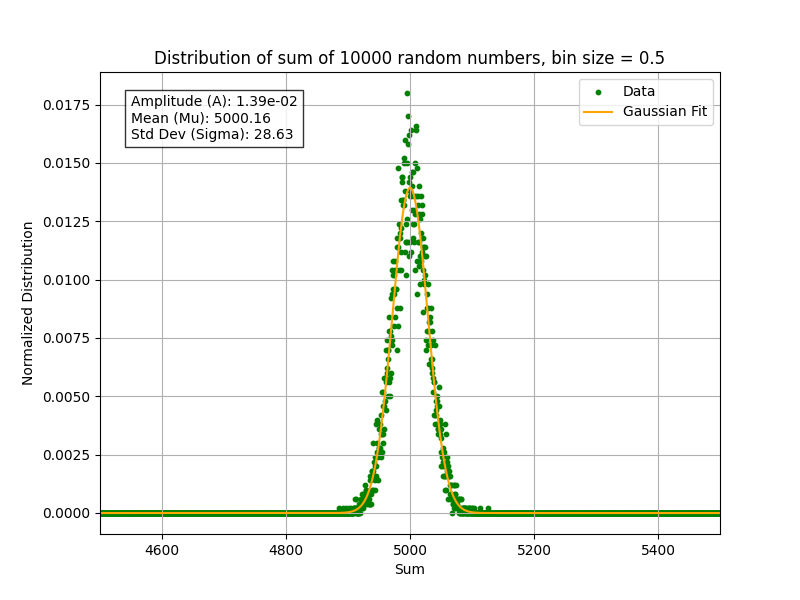 Distribution of sum of 10000 random numbers, bin size = 0.5
Amplitude (A): 1.39e-02
Mean (Mu): 5000.16
Std Dev (Sigma): 28.63
Data
Gaussian Fit
Normalized Distribution
0.0175
0.0150
0.0125
0.0100
0.0075
0.0050
0.0025
0.0000
4600
4800
5000
5200
5400
Sum